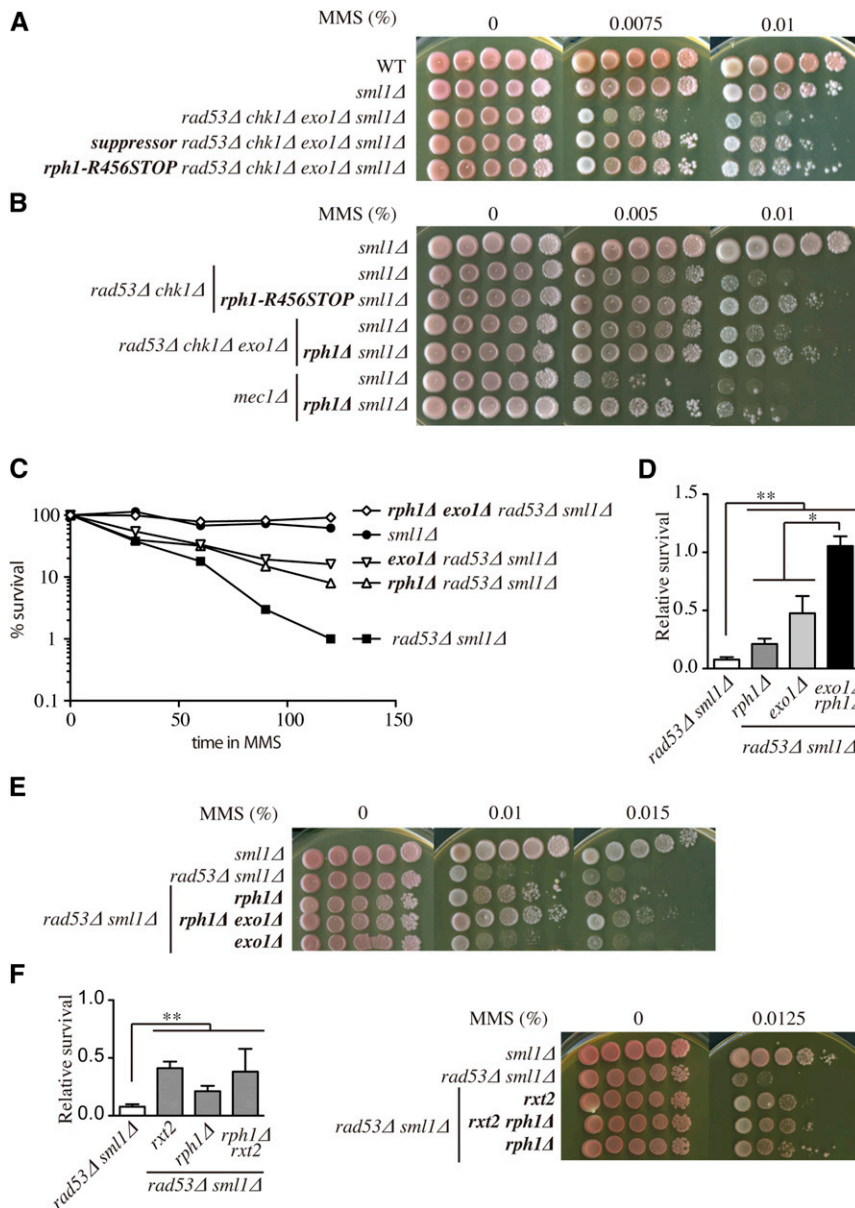 A
MMS (%) 0 0.0075 0.01
WT
sml1Δ
rad53Δ chk1Δ exo1Δ sml1Δ
suppressor rad53Δ chk1Δ exo1Δ sml1Δ
rph1-R456STOP rad53Δ chk1Δ exo1Δ sml1Δ
B
MMS (%) 0 0.005 0.01
sml1Δ
rad53Δ chk1Δ
sml1Δ
rph1-R456STOP sml1Δ
rad53Δ chk1Δ exo1Δ
sml1Δ
rph1Δ sml1Δ
mec1Δ
sml1Δ
rph1Δ sml1Δ
C
% survival
100
10
1
0.1
0 50 100 150
time in MMS
rph1Δ exo1Δ rad53Δ sml1Δ
sml1Δ
exo1Δ rad53Δ sml1Δ
rph1Δ rad53Δ sml1Δ
rad53Δ sml1Δ
D
Relative survival
1.5
1.0
0.5
0.0
**
*
rad53Δ sml1Δ
rph1Δ
exo1Δ
exo1Δ
rph1Δ
rad53Δ sml1Δ
E
MMS (%) 0 0.01 0.015
sml1Δ
rad53Δ sml1Δ
rad53Δ sml1Δ
rph1Δ
rph1Δ exo1Δ
exo1Δ
F
Relative survival
1.0
0.5
0.0
**
rad53Δ sml1Δ
rxt2
rph1Δ
rph1Δ
rxt2
rad53Δ sml1Δ
MMS (%) 0 0.0125
sml1Δ
rad53Δ sml1Δ
rad53Δ sml1Δ
rxt2
rxt2 rph1Δ
rph1Δ